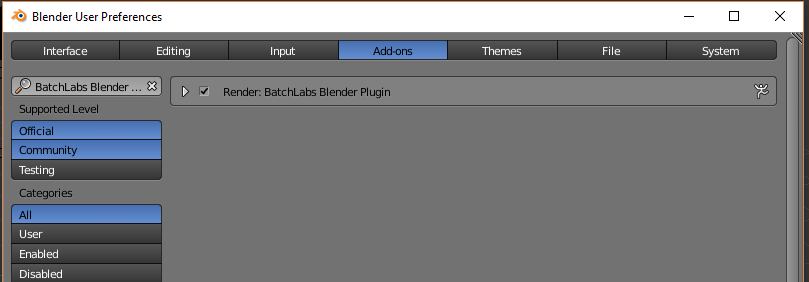 Blender User Preferences
Interface Editing Input Add-ons Themes File System
BatchLabs Blender ...
Render: BatchLabs Blender Plugin
Supported Level
Official
Community
Testing
Categories
All
User
Enabled
Disabled